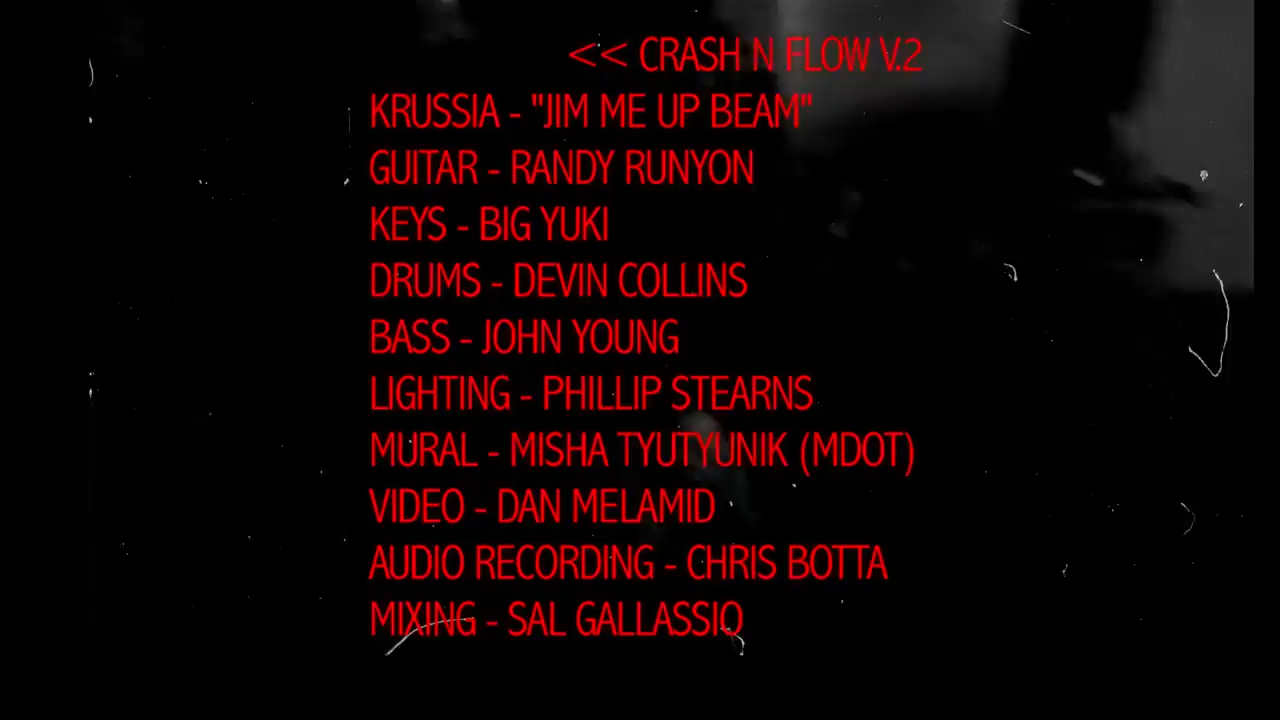 << CRASH N FLOW V.2
KRUSSIA - "JIM ME UP BEAM"
GUITAR - RANDY RUNYON
KEYS - BIG YUKI
DRUMS - DEVIN COLLINS
BASS - JOHN YOUNG
LIGHTING - PHILLIP STEARNS
MURAL - MISHA TYUTYUNIK (MDOT)
VIDEO - DAN MELAMID
AUDIO RECORDING - CHRIS BOTTA
MIXING - SAL GALLASSIO